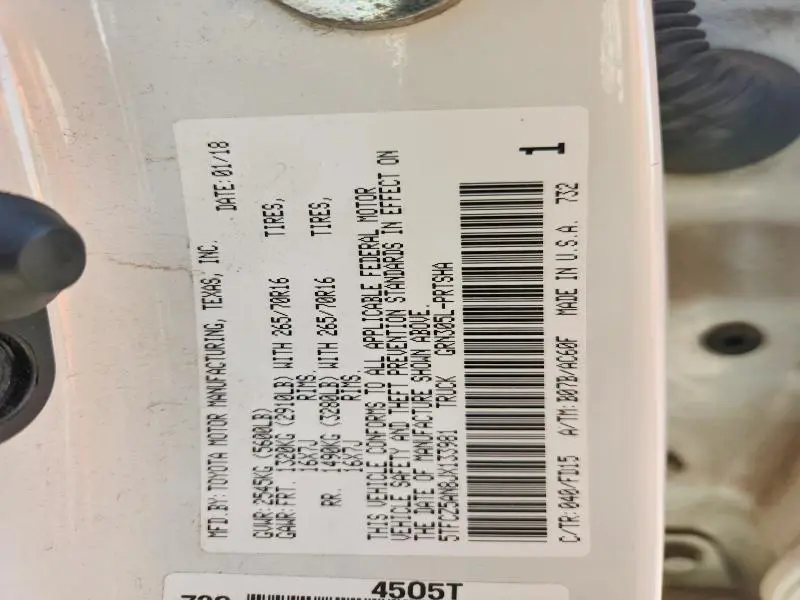 MFD.BY:TOYOTA MOTOR MANUFACTURING, TEXAS, INC. DATE:01/18
GVWR:2545KG (5600LB)
GAWR:FRT. 1320KG (2910LB) WITH 265/70R16 TIRES,
16X7J RIMS.
RR. 1490KG (3280LB) WITH 265/70R16 TIRES,
16X7J RIMS.
THIS VEHICLE CONFORMS TO ALL APPLICABLE FEDERAL MOTOR
VEHICLE SAFETY AND THEFT PREVENTION STANDARDS IN EFFECT ON
THE DATE OF MANUFACTURE SHOWN ABOVE.
5TFCZ5AN8JX133981 TRUCK GRN305L-PRTSHA
C/TR:040/FD15 A/TM:B07B/AC60F MADE IN U.S.A. 732
1
4505T